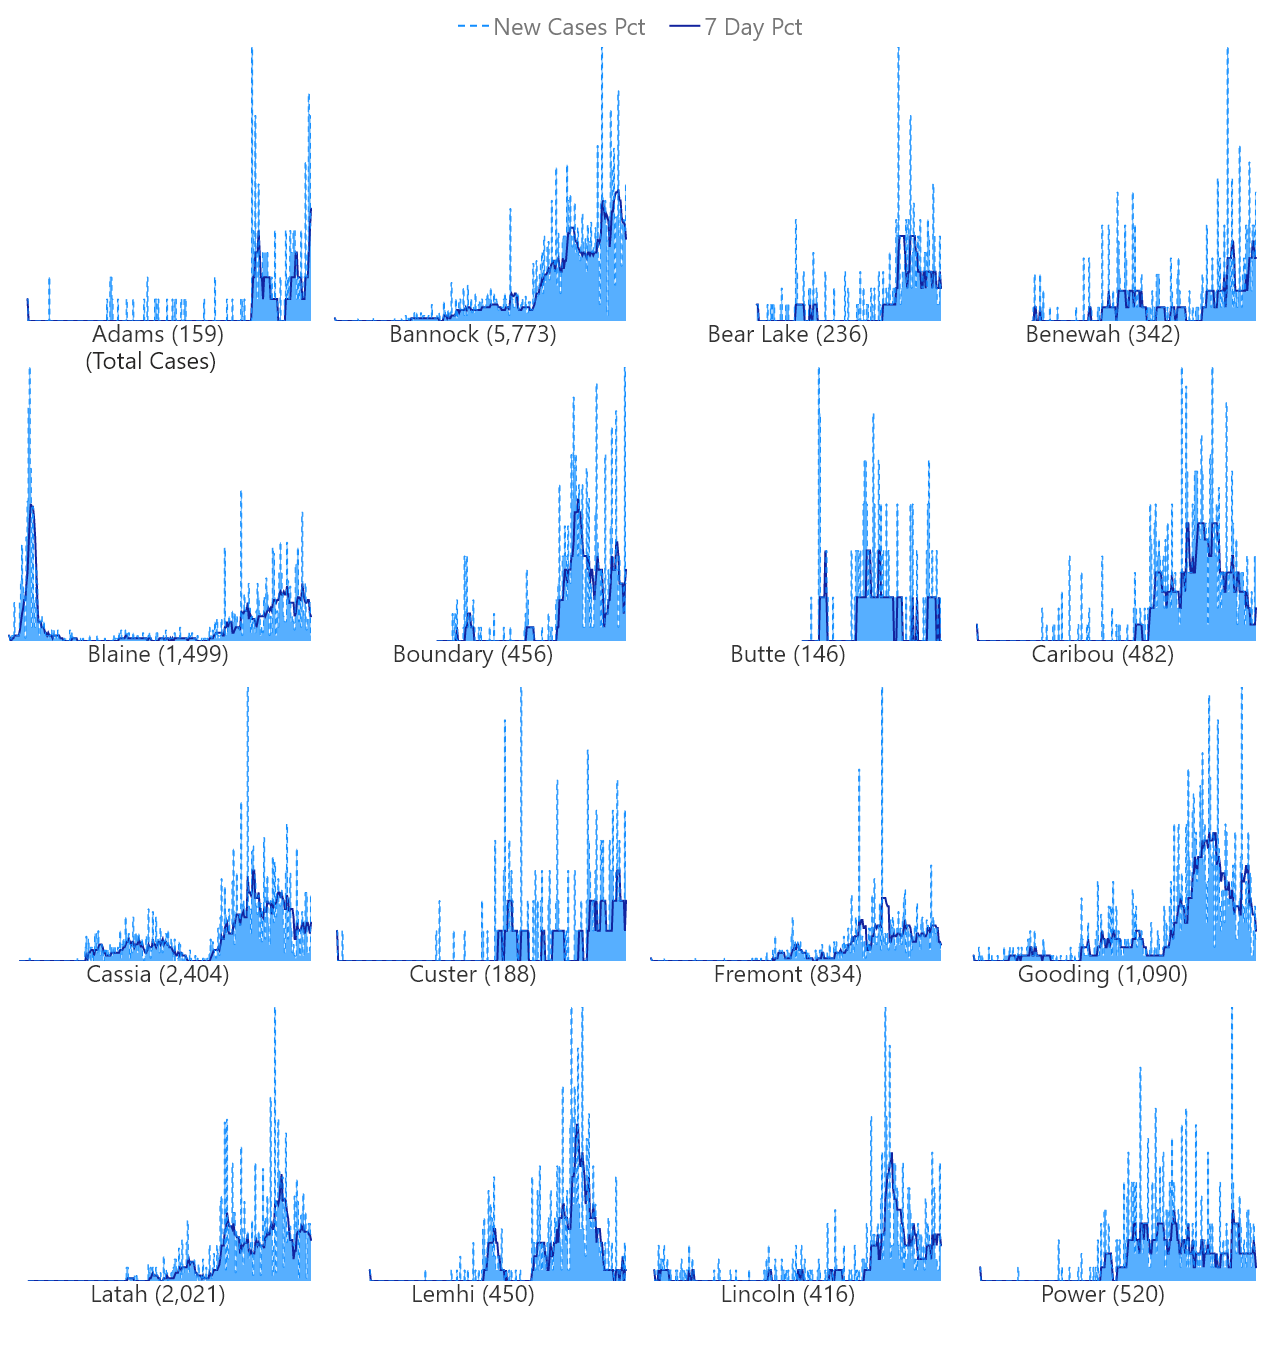 New Cases Pct 7 Day Pct
Adams (159) Bannock (5,773) Bear Lake (236) Benewah (342)
(Total Cases)
Blaine (1,499) Boundary (456) Butte (146) Caribou (482)
Cassia (2,404) Custer (188) Fremont (834) Gooding (1,090)
Latah (2,021) Lemhi (450) Lincoln (416) Power (520)